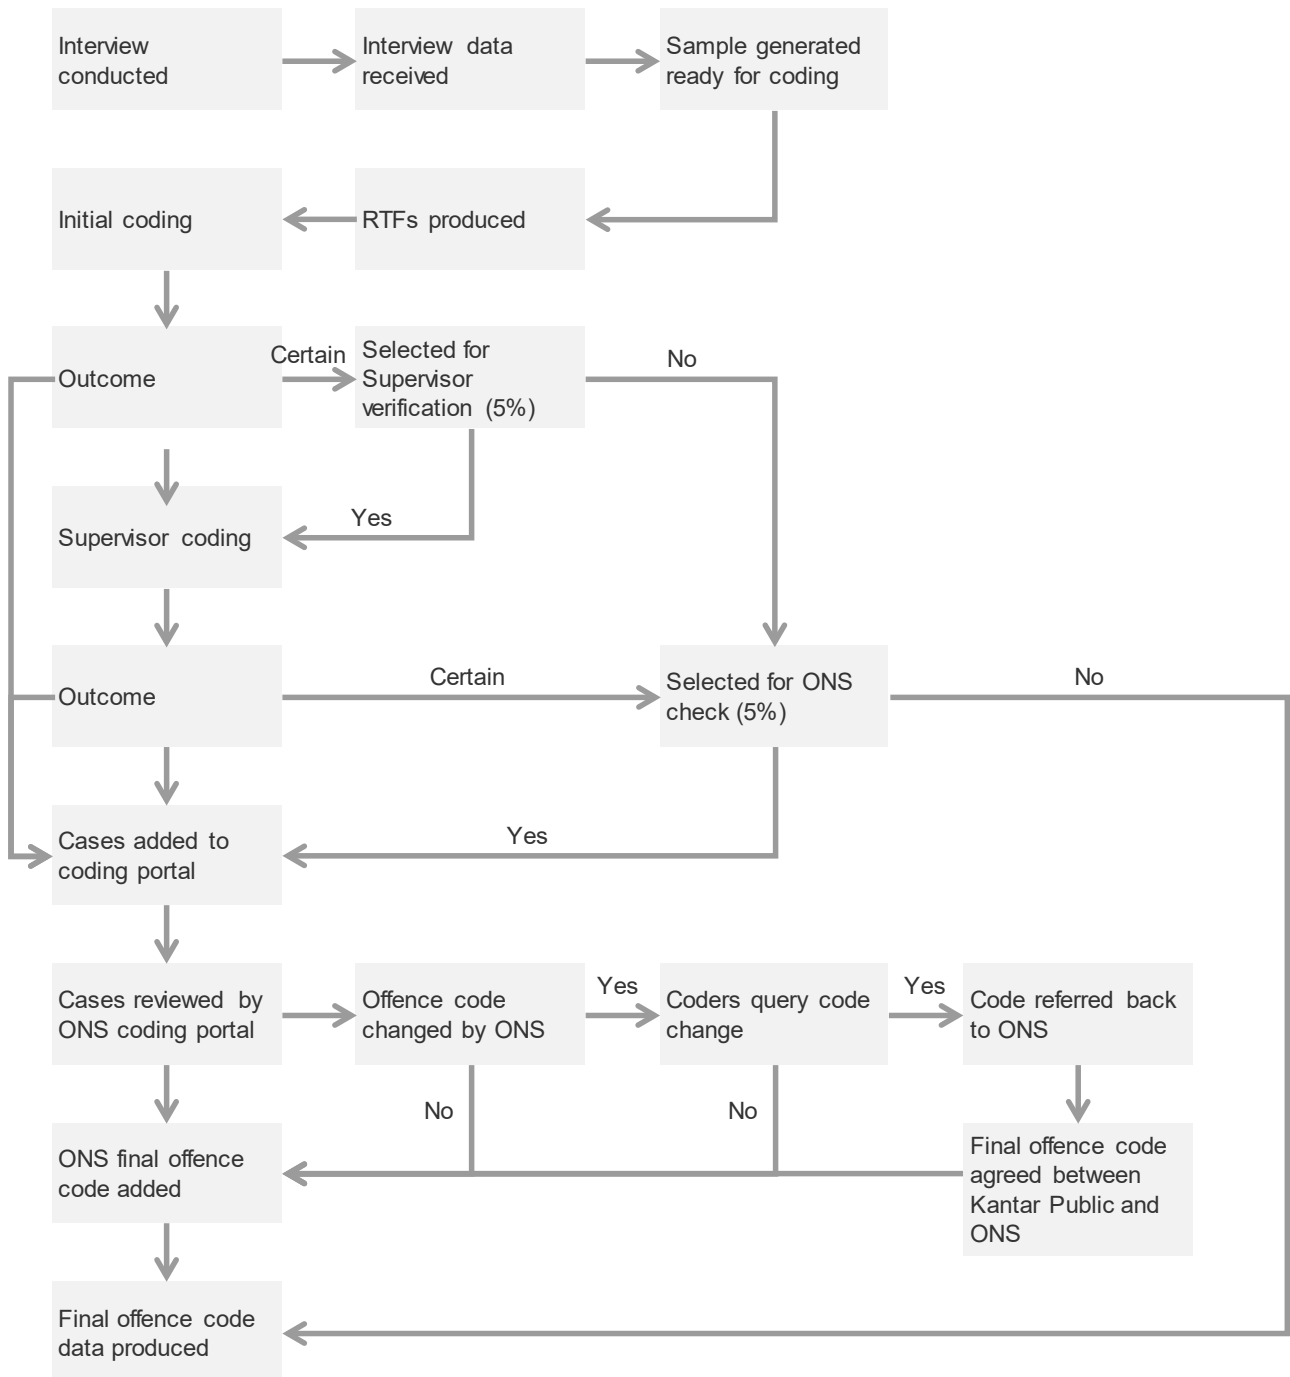 Interview
conducted
Interview data
received
Sample generated
ready for coding
Initial coding
RTFs produced
Outcome
Certain
Selected for
Supervisor
verification (5%)
No
Supervisor coding
Yes
Outcome
Certain
Selected for ONS
check (5%)
No
Cases added to
coding portal
Yes
Cases reviewed by
ONS coding portal
Offence code
changed by ONS
Yes
Coders query code
change
Yes
Code referred back
to ONS
No
No
ONS final offence
code added
Final offence code
agreed between
Kantar Public and
ONS
Final offence code
data produced